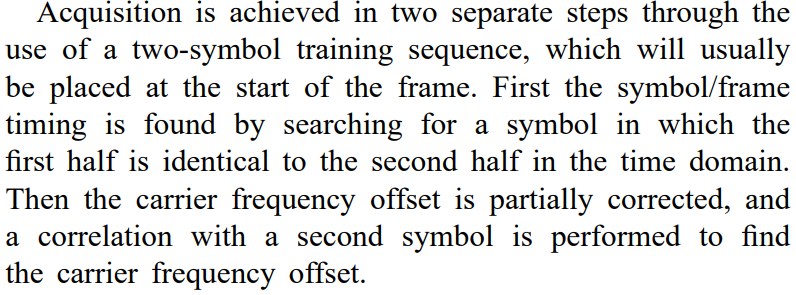 Acquisition is achieved in two separate steps through the
use of a two-symbol training sequence, which will usually
be placed at the start of the frame. First the symbol/frame
timing is found by searching for a symbol in which the
first half is identical to the second half in the time domain.
Then the carrier frequency offset is partially corrected, and
a correlation with a second symbol is performed to find
the carrier frequency offset.